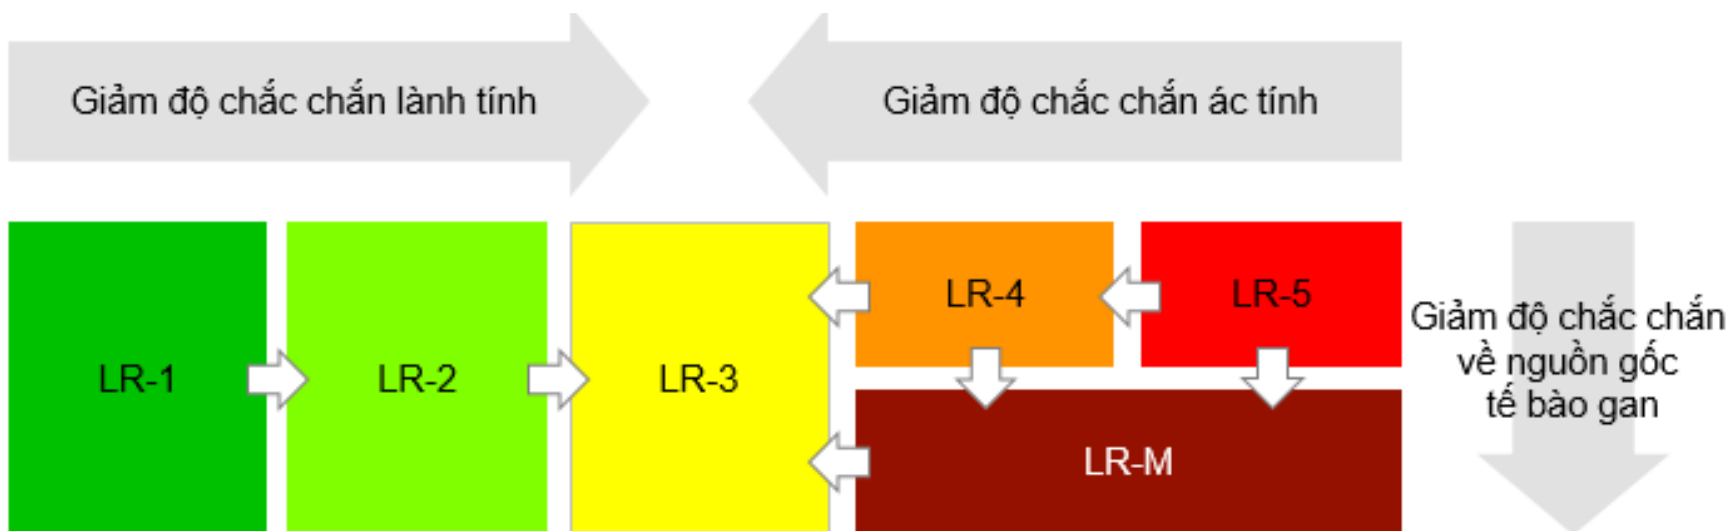 Giảm độ chắc chắn lành tính
Giảm độ chắc chắn ác tính
LR-1
LR-2
LR-3
LR-4
LR-5
LR-M
Giảm độ chắc chắn
về nguồn gốc
tế bào gan